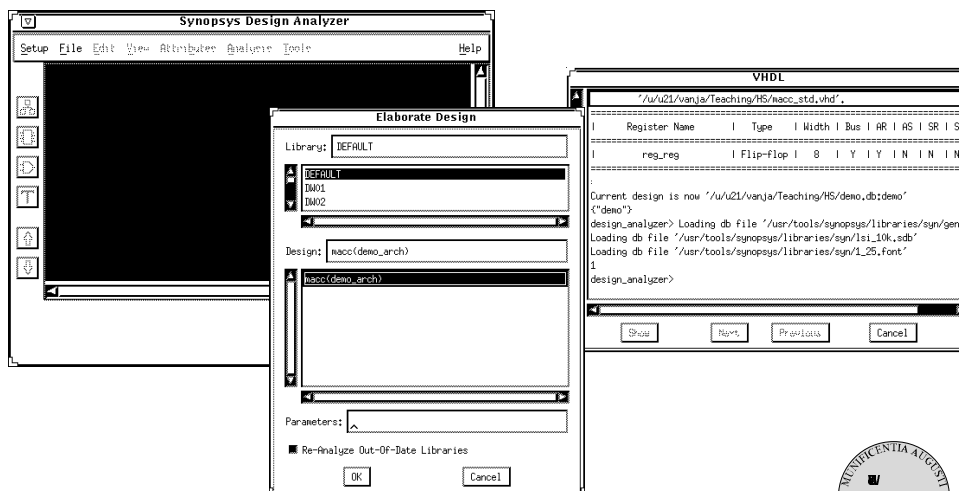 Synopsys Design Analyzer
Setup File Edit View Attributes Analysis Tools Help
Elaborate Design
Library: DEFAULT
DEFAULT
DW01
DW02
Design: macc(demo_arch)
macc(demo_arch)
Parameters:
Re-Analyze Out-Of-Date Libraries
OK Cancel
VHDL
'/u/u21/vanja/Teaching/HS/macc_std.vhd'.
===============================================
| Register Name | Type | Width | Bus | AR | AS | SR | S
===============================================
| reg_reg | Flip-flop | 8 | Y | Y | N | N | N
===============================================
Current design is now '/u/u21/vanja/Teaching/HS/demo.db:demo'
{"demo"}
design_analyzer> Loading db file '/usr/tools/synopsys/libraries/syn/gen
Loading db file '/usr/tools/synopsys/libraries/syn/lsi_10k.sdb'
Loading db file '/usr/tools/synopsys/libraries/syn/1_25.font'
1
design_analyzer>
Show Next Previous Cancel
MUNIFICENTIA AUGUSTI